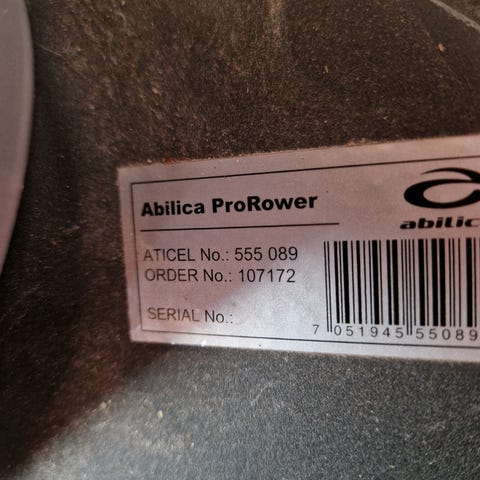 Abilica ProRower
abilic
ATICEL No.: 555 089
ORDER No.: 107172
SERIAL No.:
7 051945 55089